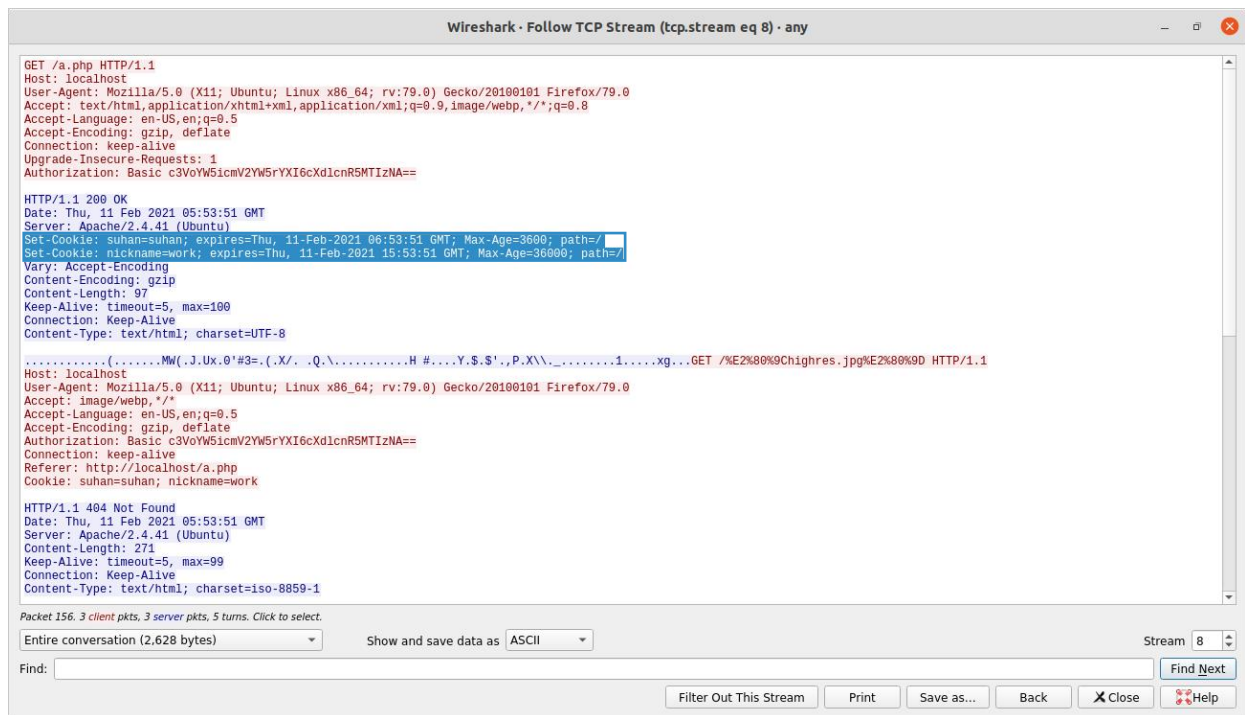 Wireshark · Follow TCP Stream (tcp.stream eq 8) · any
GET /a.php HTTP/1.1
Host: localhost
User-Agent: Mozilla/5.0 (X11; Ubuntu; Linux x86_64; rv:79.0) Gecko/20100101 Firefox/79.0
Accept: text/html,application/xhtml+xml,application/xml;q=0.9,image/webp,*/*;q=0.8
Accept-Language: en-US,en;q=0.5
Accept-Encoding: gzip, deflate
Connection: keep-alive
Upgrade-Insecure-Requests: 1
Authorization: Basic c3VoYW5icmV2YW5rYXI6cXdlcnR5MTIzNA==
HTTP/1.1 200 OK
Date: Thu, 11 Feb 2021 05:53:51 GMT
Server: Apache/2.4.41 (Ubuntu)
Set-Cookie: suhan=suhan; expires=Thu, 11-Feb-2021 06:53:51 GMT; Max-Age=3600; path=/
Set-Cookie: nickname=work; expires=Thu, 11-Feb-2021 15:53:51 GMT; Max-Age=36000; path=/
Vary: Accept-Encoding
Content-Encoding: gzip
Content-Length: 97
Keep-Alive: timeout=5, max=100
Connection: Keep-Alive
Content-Type: text/html; charset=UTF-8
............(.......MW(.J.Ux.0'#3=.(.X/. .Q.\...........H #....Y.$.$'.,P.X\\._........1.....xg...GET /%E2%80%9Chighres.jpg%E2%80%9D HTTP/1.1
Host: localhost
User-Agent: Mozilla/5.0 (X11; Ubuntu; Linux x86_64; rv:79.0) Gecko/20100101 Firefox/79.0
Accept: image/webp,*/*
Accept-Language: en-US,en;q=0.5
Accept-Encoding: gzip, deflate
Authorization: Basic c3VoYW5icmV2YW5rYXI6cXdlcnR5MTIzNA==
Connection: keep-alive
Referer: http://localhost/a.php
Cookie: suhan=suhan; nickname=work
HTTP/1.1 404 Not Found
Date: Thu, 11 Feb 2021 05:53:51 GMT
Server: Apache/2.4.41 (Ubuntu)
Content-Length: 271
Keep-Alive: timeout=5, max=99
Connection: Keep-Alive
Content-Type: text/html; charset=iso-8859-1
Packet 156. 3 client pkts, 3 server pkts, 5 turns. Click to select.
Entire conversation (2,628 bytes) Show and save data as ASCII Stream 8
Find: Find Next
Filter Out This Stream Print Save as... Back Close Help